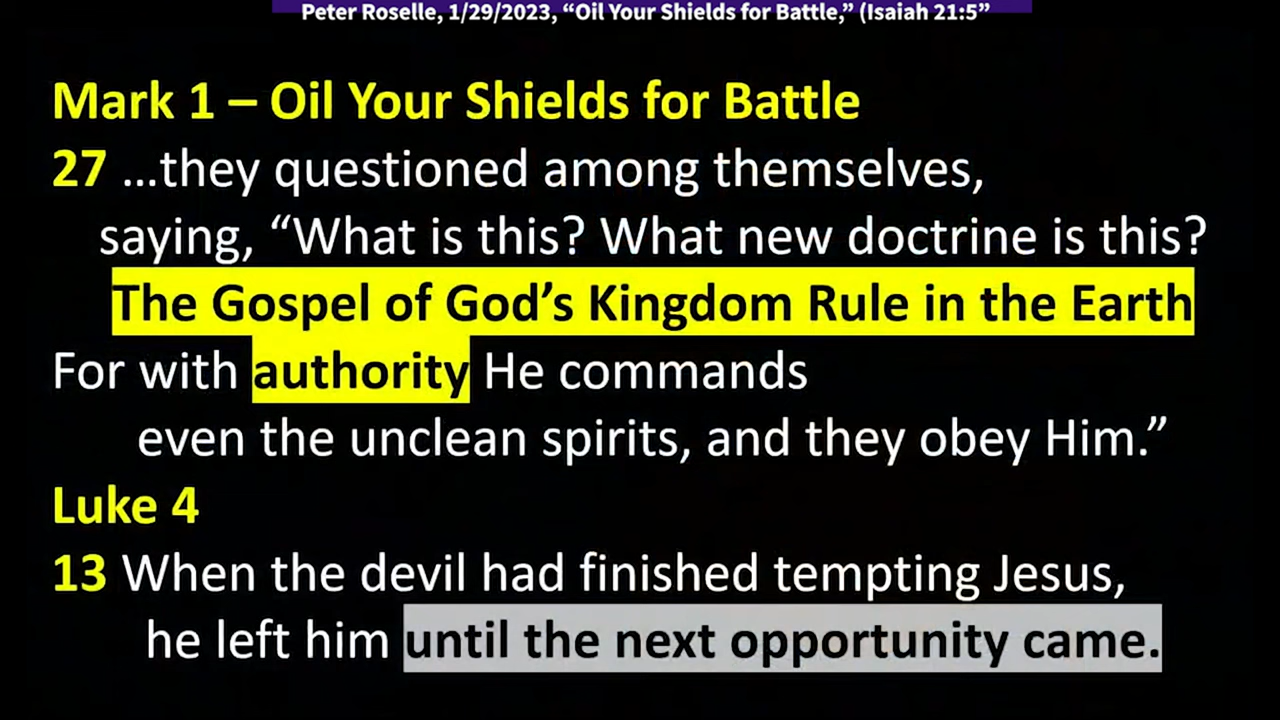 Peter Roselle, 1/29/2023, “Oil Your Shields for Battle,” (Isaiah 21:5”
Mark 1 – Oil Your Shields for Battle
27 …they questioned among themselves,
saying, “What is this? What new doctrine is this?
The Gospel of God’s Kingdom Rule in the Earth
For with authority He commands
even the unclean spirits, and they obey Him.”
Luke 4
13 When the devil had finished tempting Jesus,
he left him until the next opportunity came.